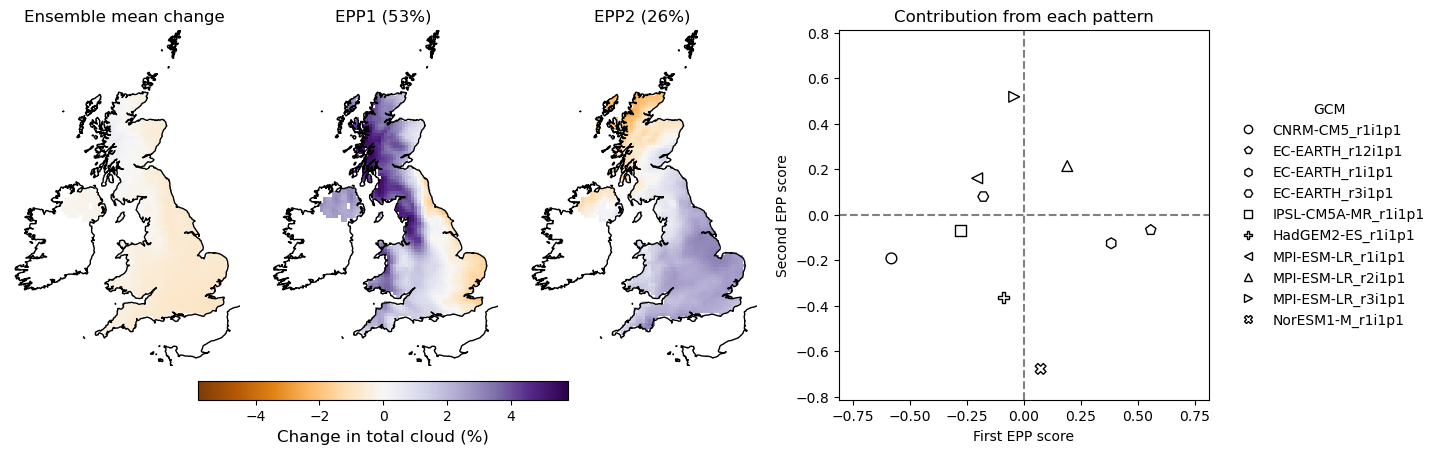 Ensemble mean change
EPP1 (53%)
EPP2 (26%)
Contribution from each pattern
−4
−2
0
2
4
Change in total cloud (%)
0.8
0.6
0.4
0.2
0.0
−0.2
−0.4
−0.6
−0.8
Second EPP score
−0.75
−0.50
−0.25
0.00
0.25
0.50
0.75
First EPP score
GCM
CNRM-CM5_r1i1p1
EC-EARTH_r12i1p1
EC-EARTH_r1i1p1
EC-EARTH_r3i1p1
IPSL-CM5A-MR_r1i1p1
HadGEM2-ES_r1i1p1
MPI-ESM-LR_r1i1p1
MPI-ESM-LR_r2i1p1
MPI-ESM-LR_r3i1p1
NorESM1-M_r1i1p1